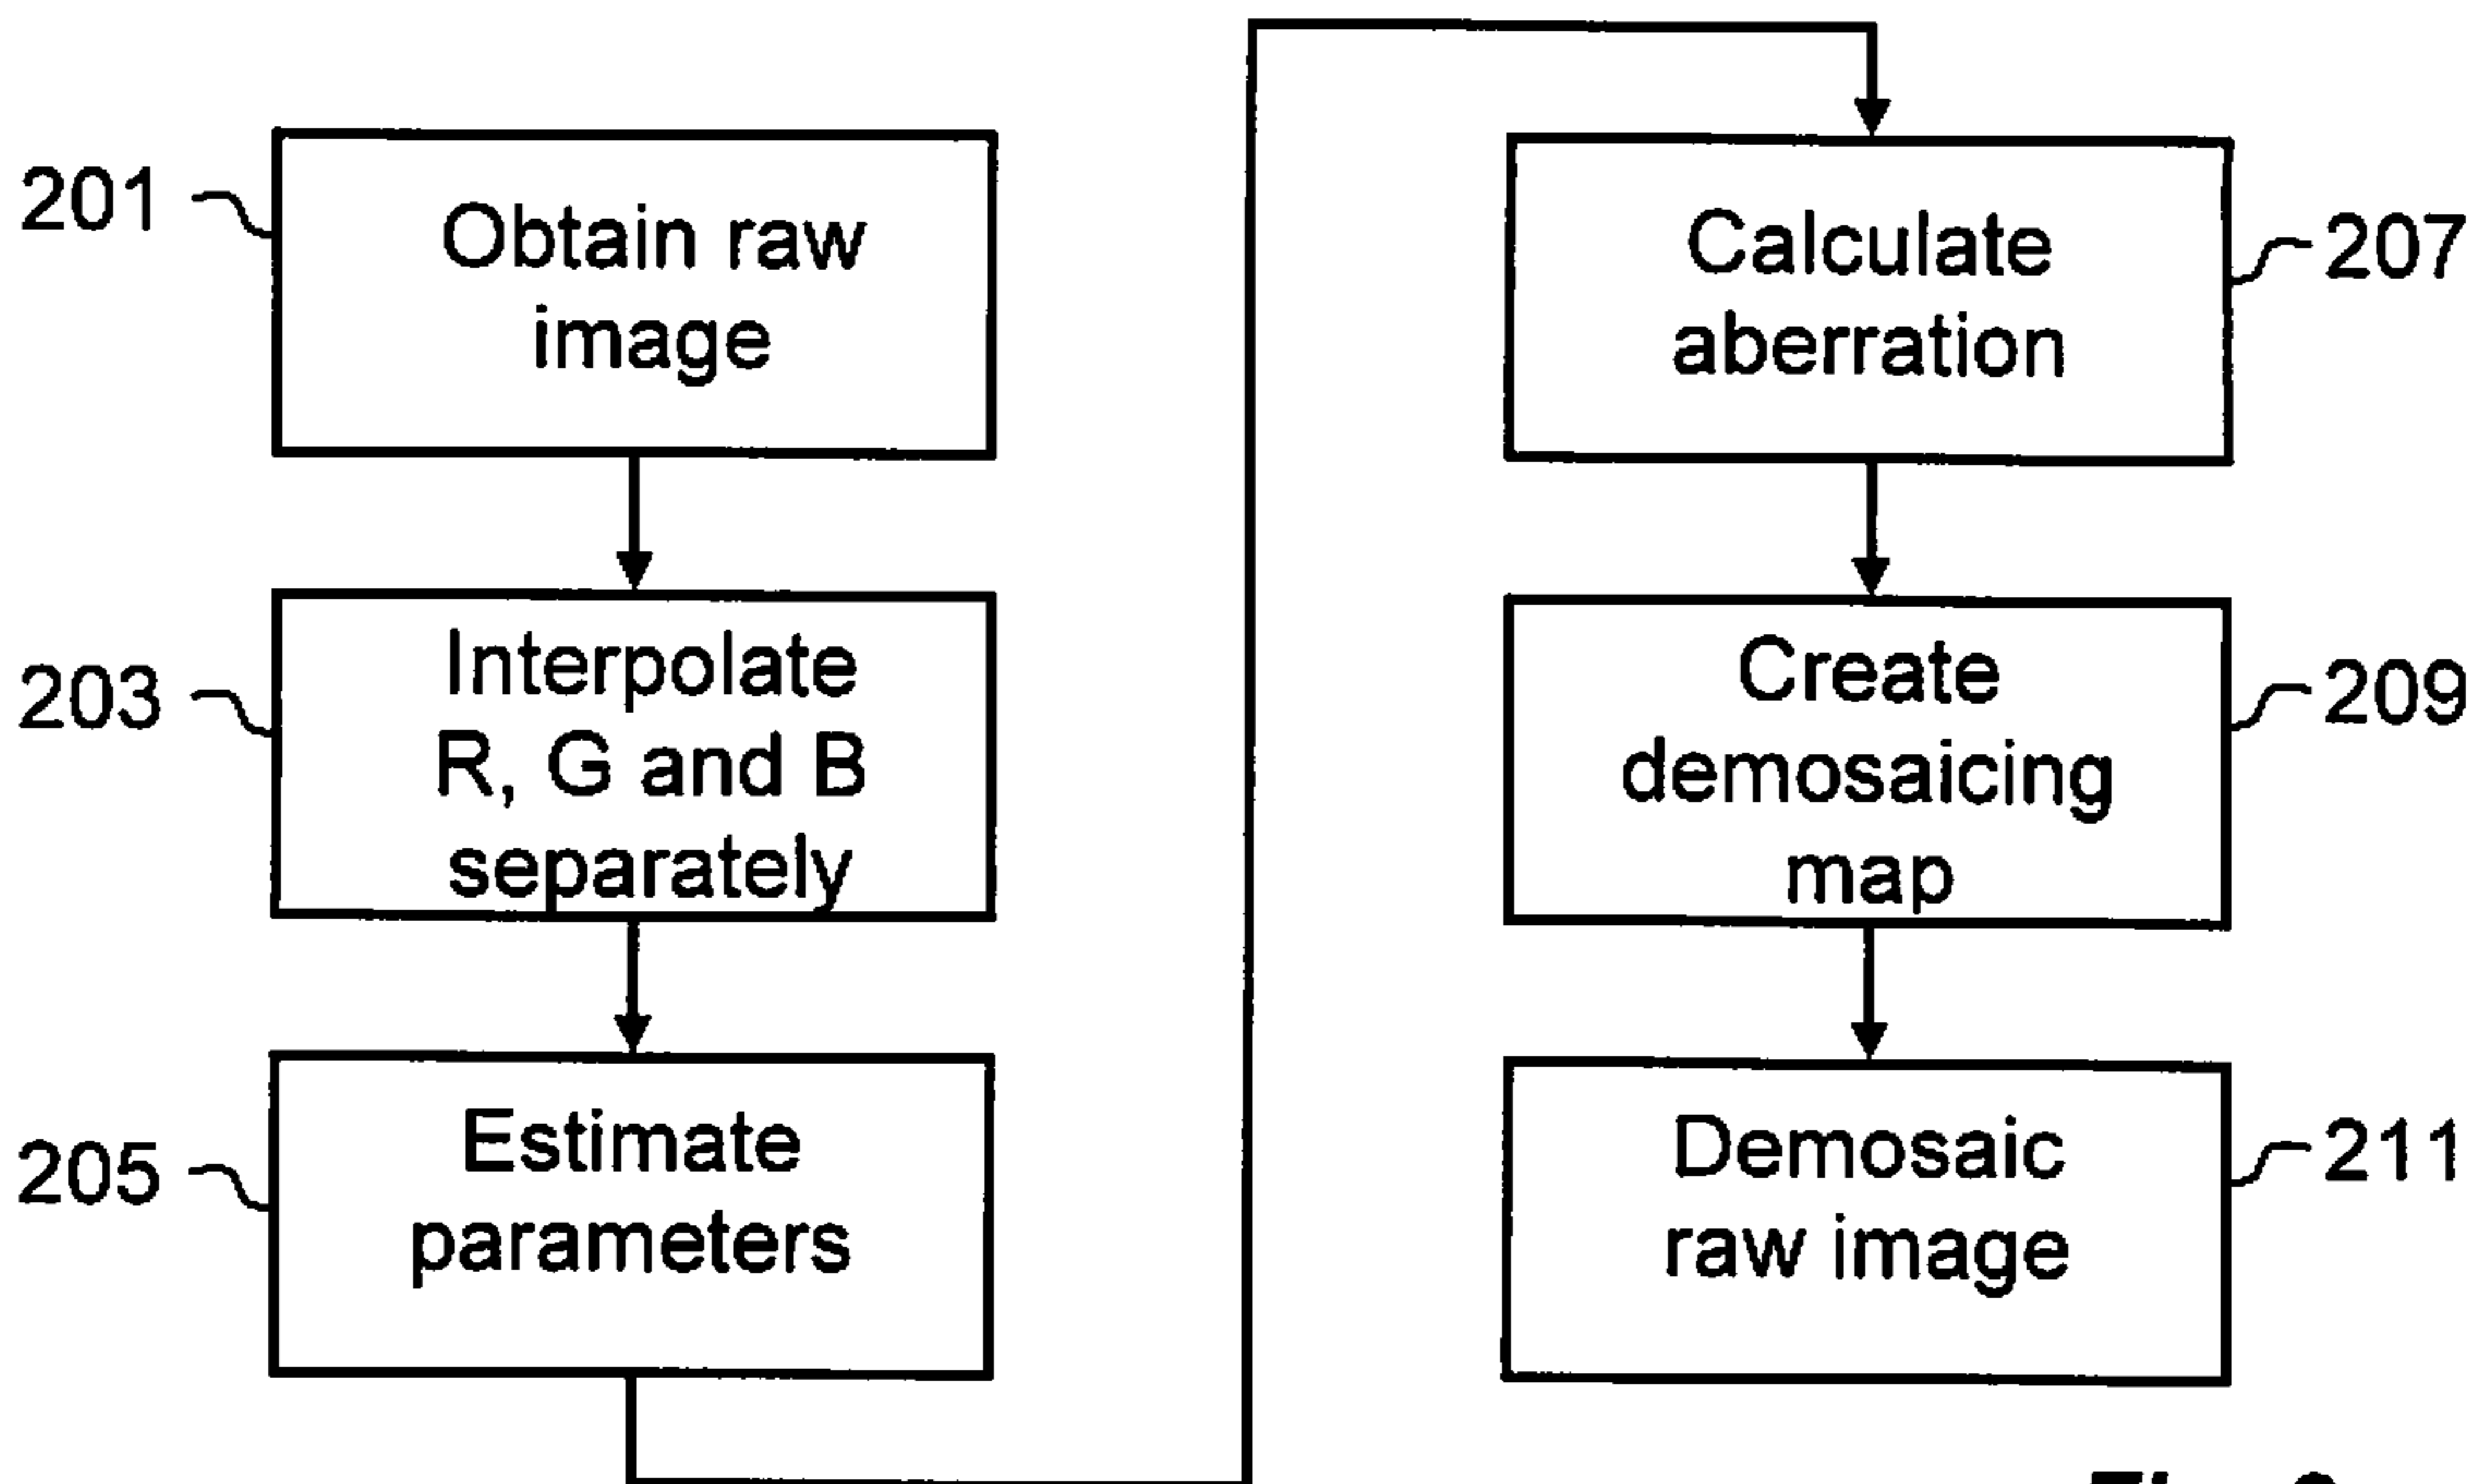 201
Obtain raw
image
203
Interpolate
R, G and B
separately
205
Estimate
parameters
Calculate
aberration
207
Create
demosaicing
map
209
Demosaic
raw image
211